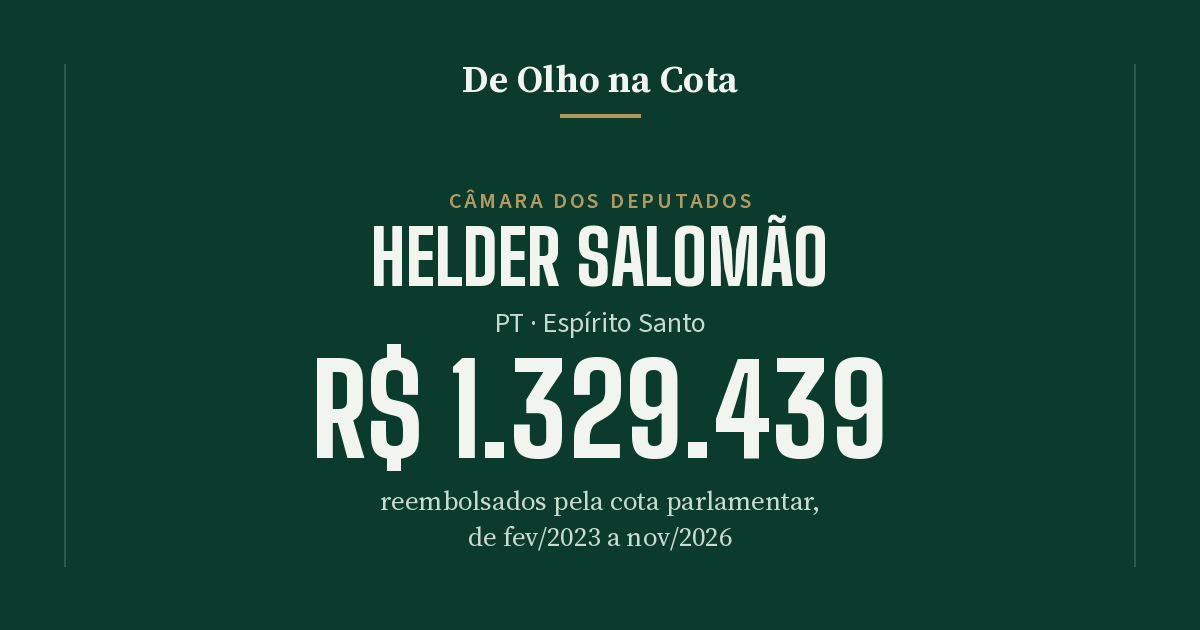 De Olho na Cota
CÂMARA DOS DEPUTADOS
HELDER SALOMÃO
PT · Espírito Santo
R$ 1.329.439
reembolsados pela cota parlamentar,
de fev/2023 a nov/2026